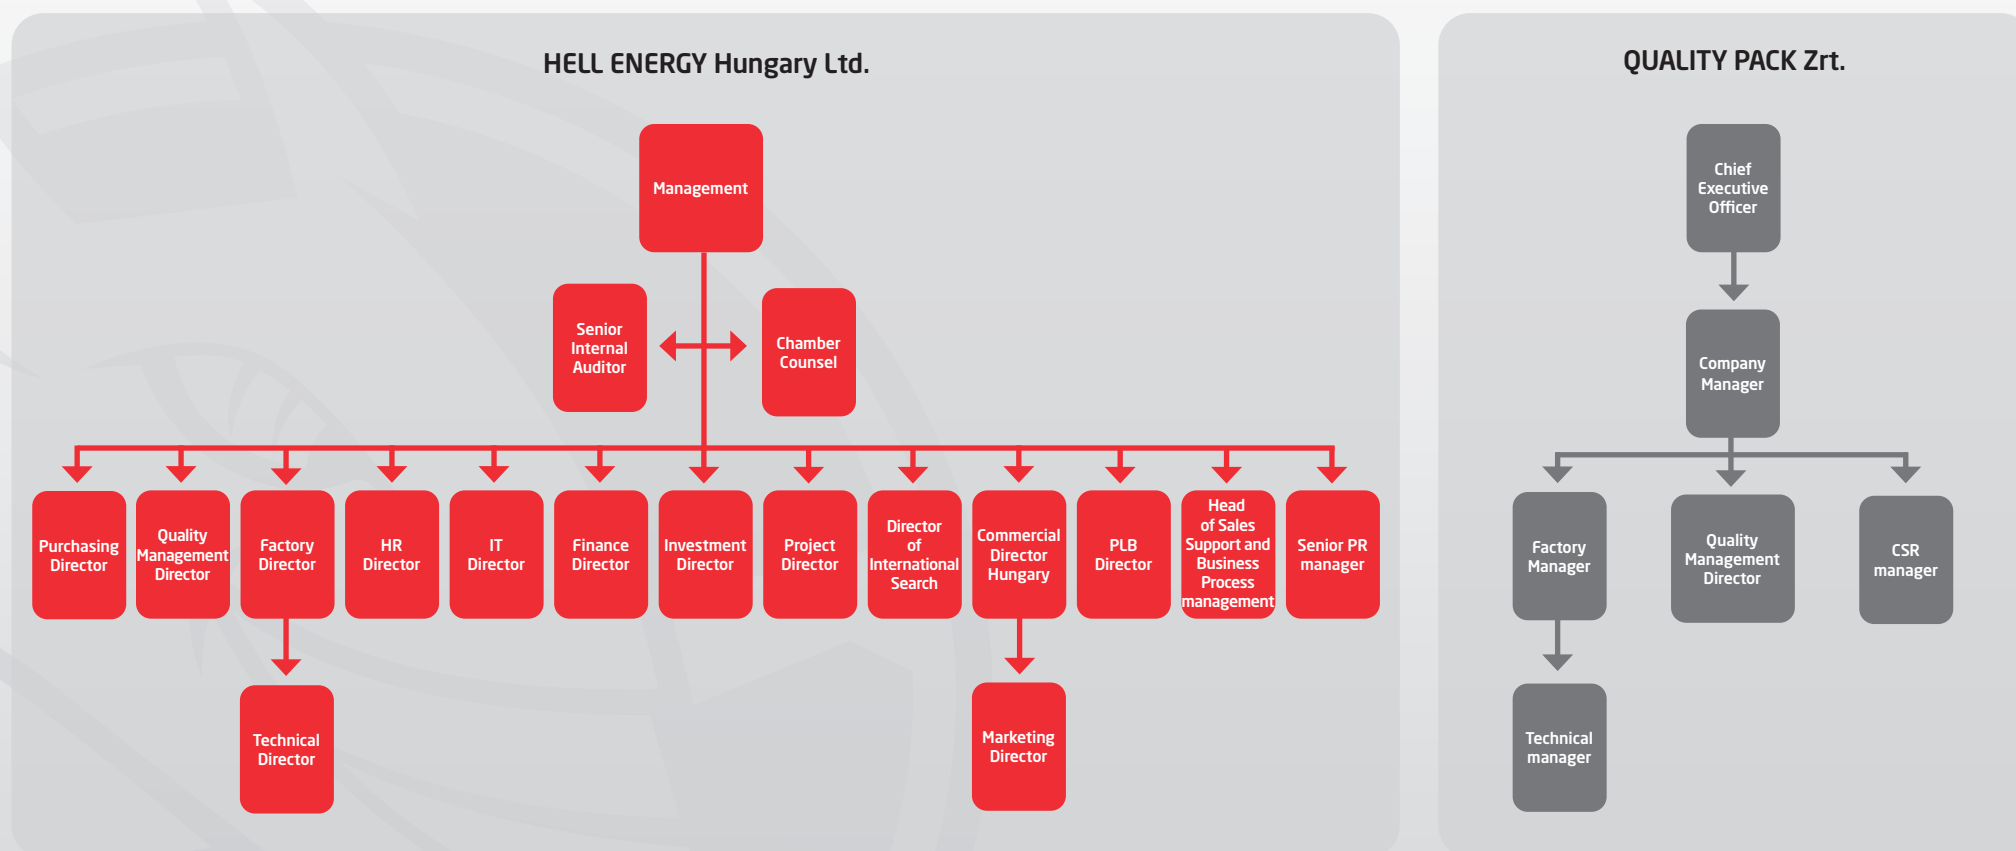 HELL ENERGY Hungary Ltd.
Management
Senior
Internal
Auditor
Chamber
Counsel
Purchasing
Director
Quality
Management
Director
Factory
Director
HR
Director
IT
Director
Finance
Director
Investment
Director
Project
Director
Director
of
International
Search
Commercial
Director
Hungary
PLB
Director
Head
of Sales
Support and
Business
Process
management
Senior PR
manager
Technical
Director
Marketing
Director
QUALITY PACK Zrt.
Chief
Executive
Officer
Company
Manager
Factory
Manager
Quality
Management
Director
CSR
manager
Technical
manager